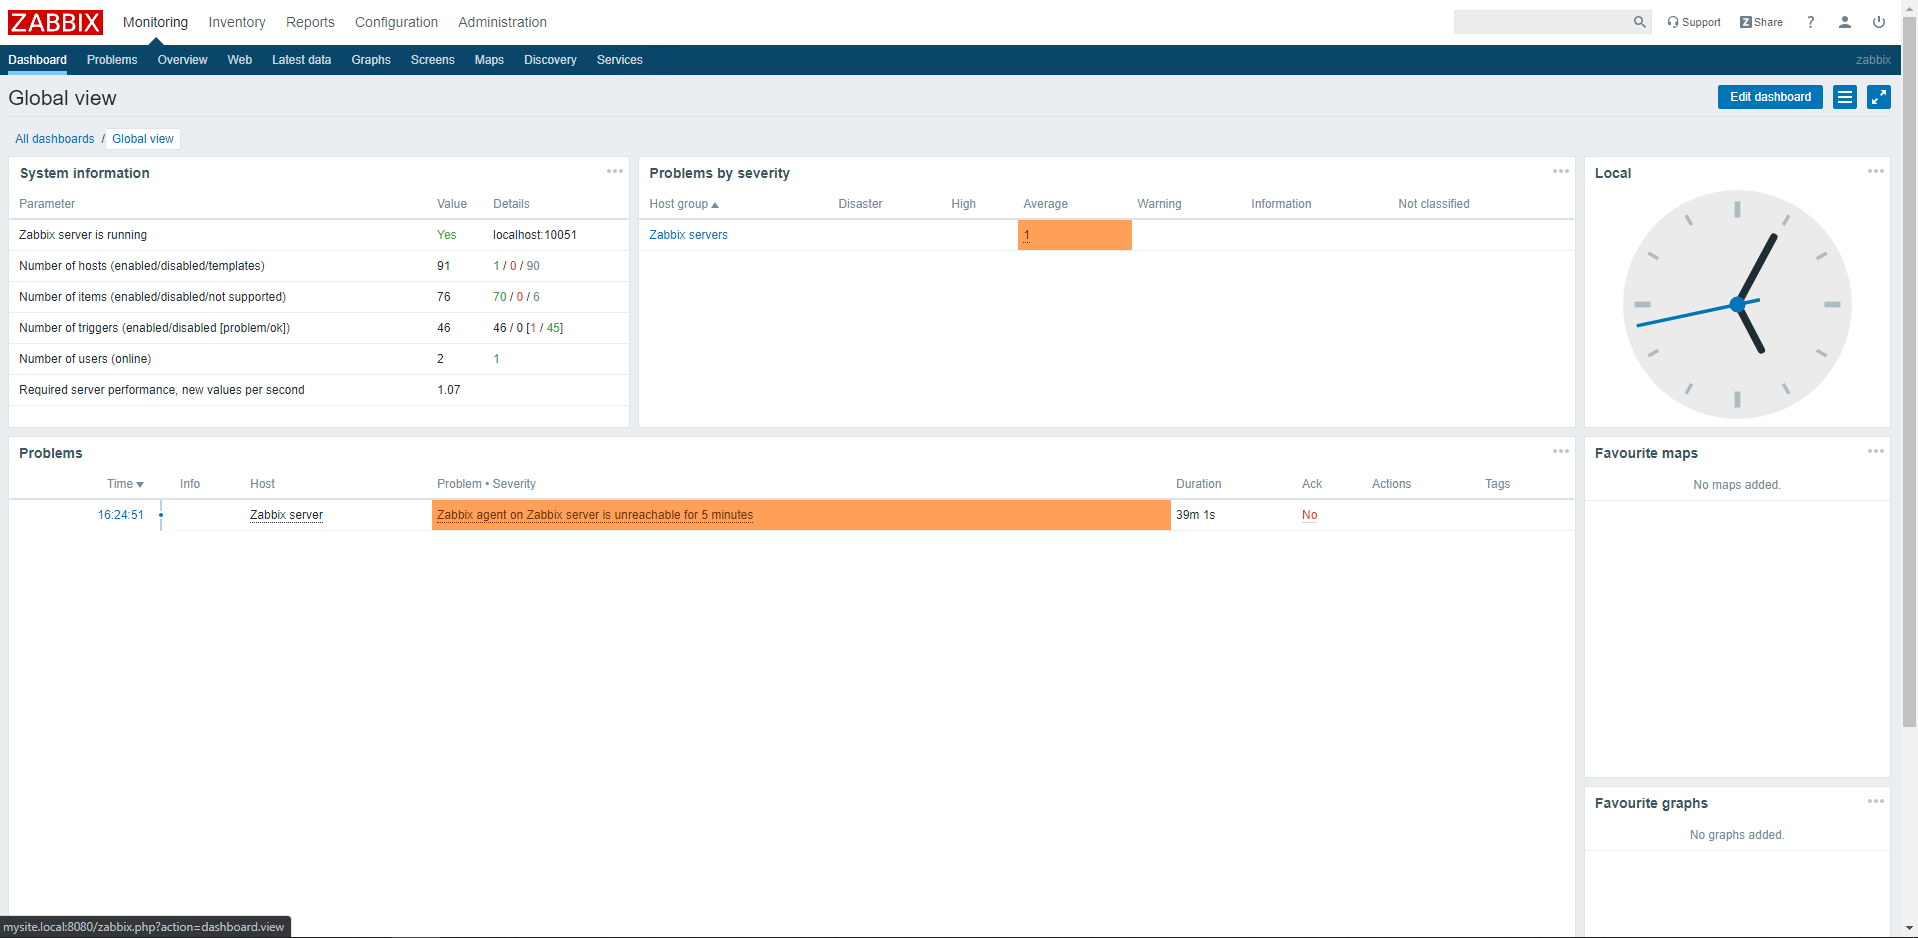 ZABBIX Monitoring Inventory Reports Configuration Administration Support Z Share ?
Dashboard Problems Overview Web Latest data Graphs Screens Maps Discovery Services zabbix
Global view Edit dashboard
All dashboards / Global view
System information
Parameter Value Details
Zabbix server is running Yes localhost:10051
Number of hosts (enabled/disabled/templates) 91 1 / 0 / 90
Number of items (enabled/disabled/not supported) 76 70 / 0 / 6
Number of triggers (enabled/disabled [problem/ok]) 46 46 / 0 [1 / 45]
Number of users (online) 2 1
Required server performance, new values per second 1.07
Problems by severity
Host group Disaster High Average Warning Information Not classified
Zabbix servers 1
Local
Problems
Time Info Host Problem • Severity Duration Ack Actions Tags
16:24:51 Zabbix server Zabbix agent on Zabbix server is unreachable for 5 minutes 39m 1s No
Favourite maps
No maps added.
Favourite graphs
No graphs added.
mysite.local:8080/zabbix.php?action=dashboard.view